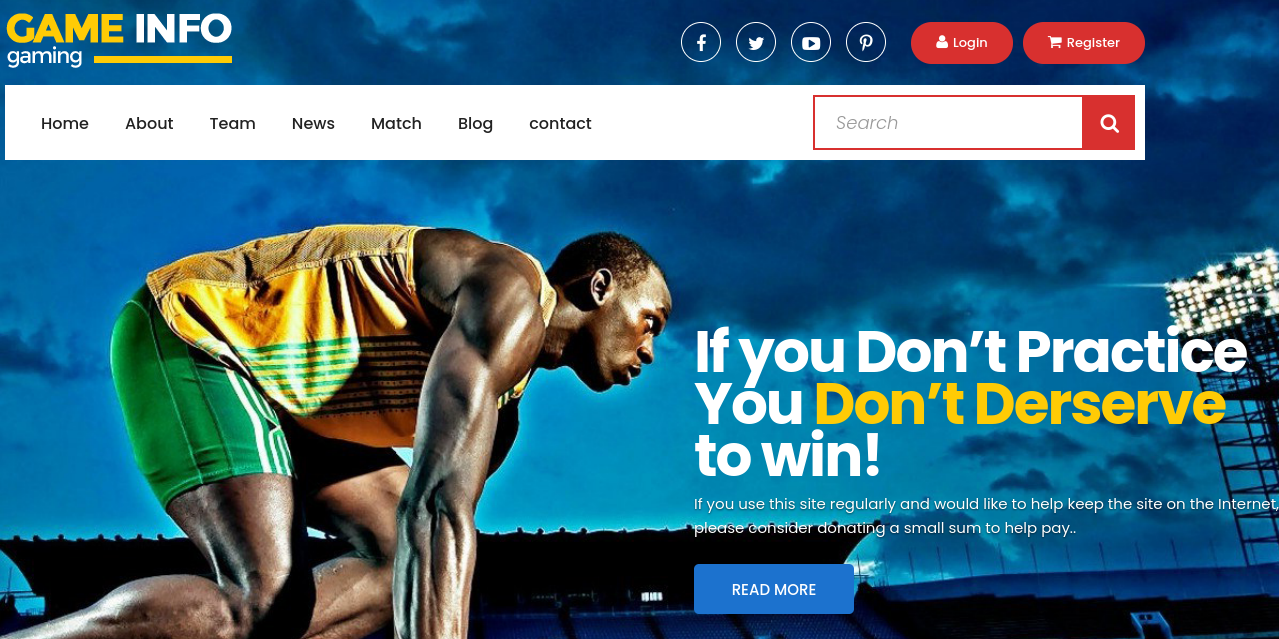 GAME INFO
gaming
Login
Register
Home
About
Team
News
Match
Blog
contact
Search
If you Don’t Practice
You Don’t Derserve
to win!
If you use this site regularly and would like to help keep the site on the Internet,
please consider donating a small sum to help pay..
READ MORE